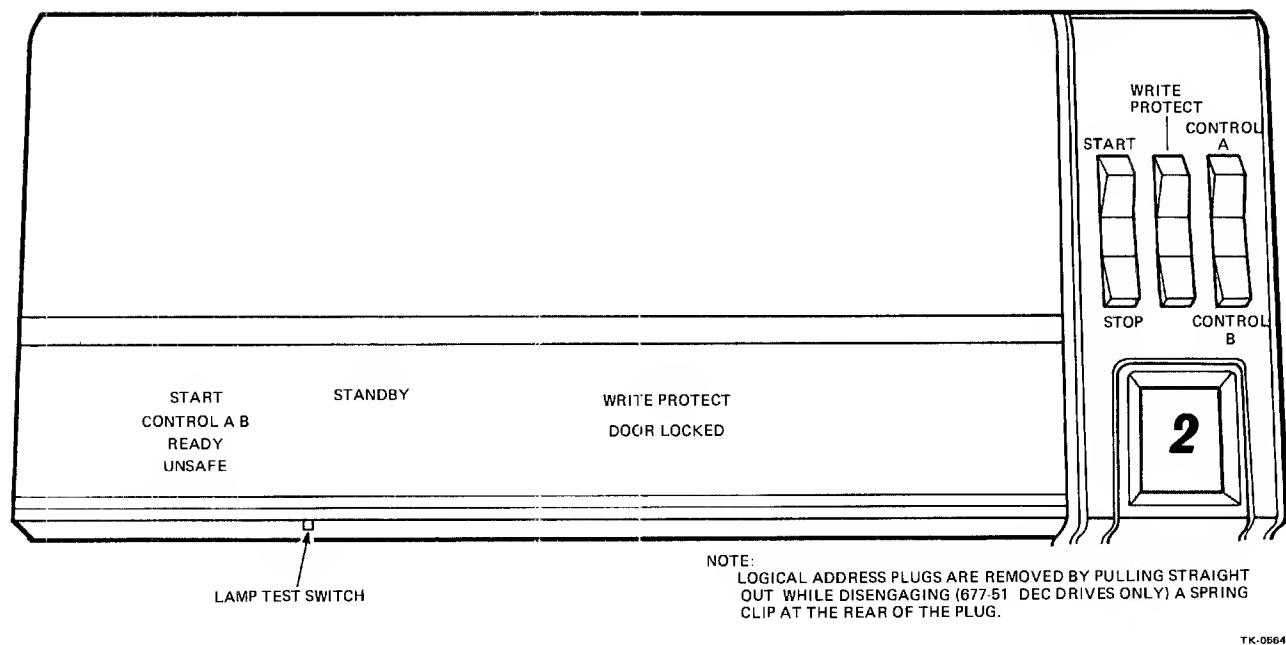 WRITE
PROTECT
START
CONTROL
A
STOP
CONTROL
B
2
START
CONTROL A B
READY
UNSAFE
STANDBY
WRITE PROTECT
DOOR LOCKED
LAMP TEST SWITCH
NOTE:
LOGICAL ADDRESS PLUGS ARE REMOVED BY PULLING STRAIGHT
OUT WHILE DISENGAGING (677-51 DEC DRIVES ONLY) A SPRING
CLIP AT THE REAR OF THE PLUG.
TK-0564